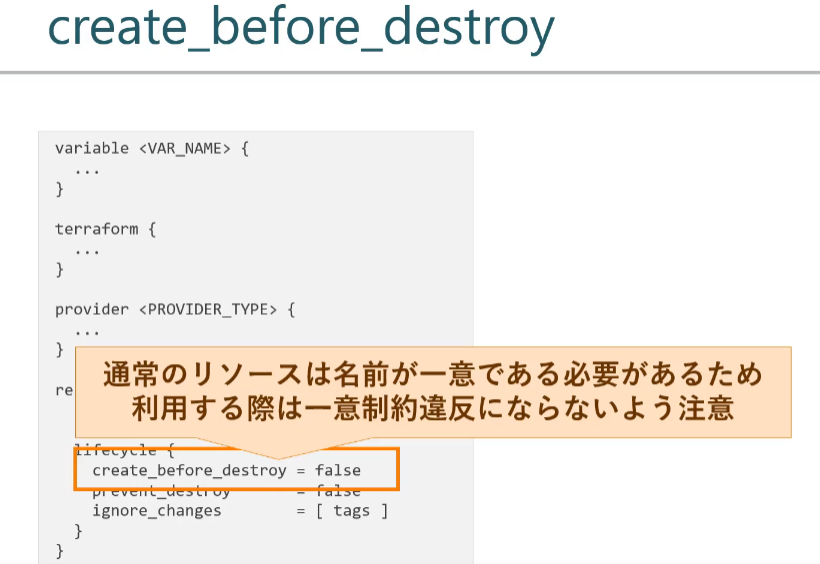 create_before_destroy
variable <VAR_NAME> {
...
}
terraform {
...
}
provider <PROVIDER_TYPE> {
...
}
通常のリソースは名前が一意である必要があるため
利用する際は一意制約違反にならないよう注意
re
lifecycle {
create_before_destroy = false
prevent_destroy = false
ignore_changes = [ tags ]
}
}